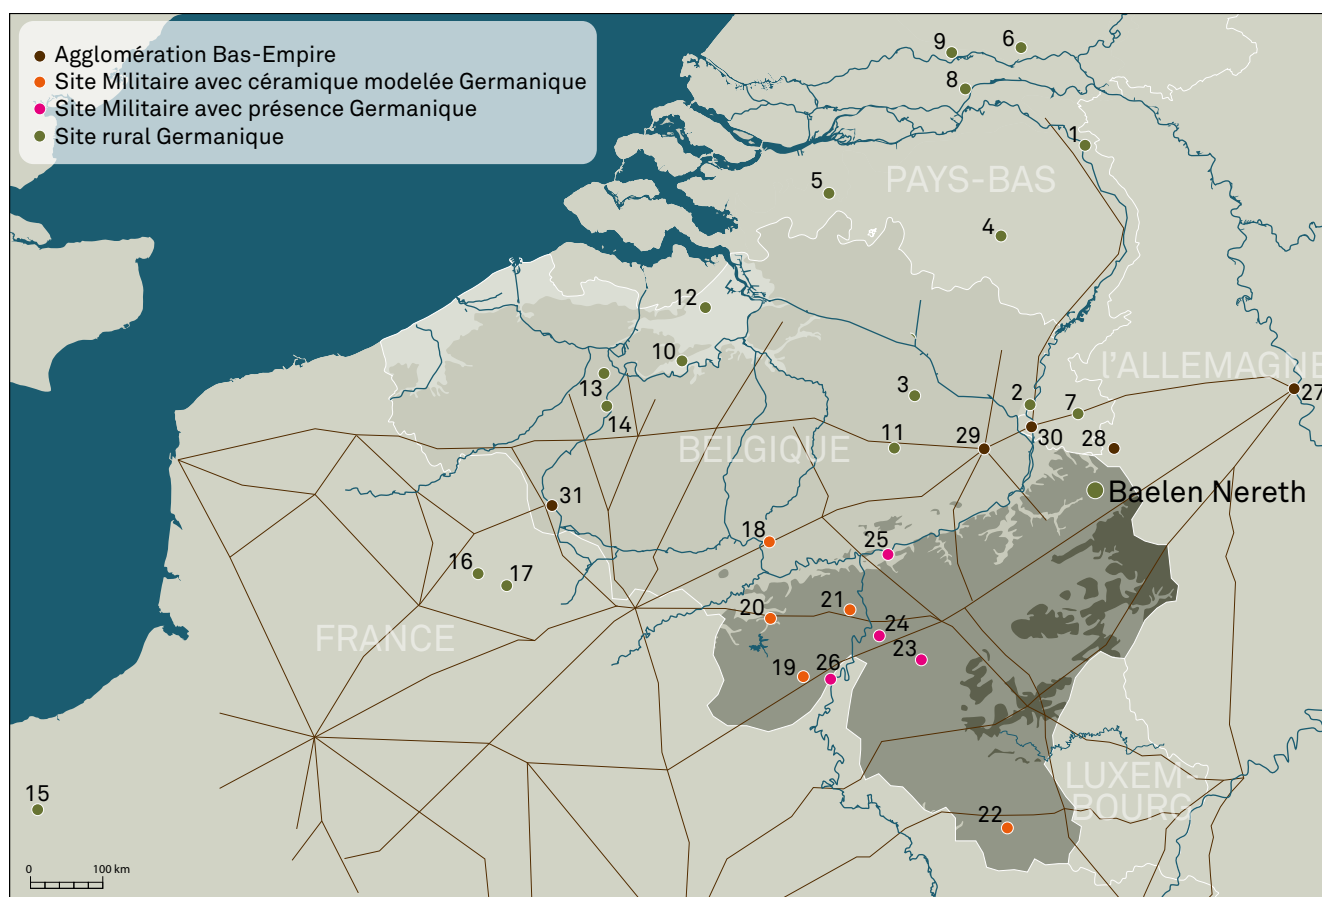 Agglomération Bas-Empire
Site Militaire avec céramique modelée Germanique
Site Militaire avec présence Germanique
Site rural Germanique
9
6
8
1
PAYS-BAS
5
4
12
l'ALLEMAGNE
10
13
3
2
7
27
14
BELGIQUE
11
29
30
28
31
Baelen Nereth
18
25
16
17
20
21
FRANCE
24
23
19
26
LUXEM-
BOURG
15
22
0
100 km